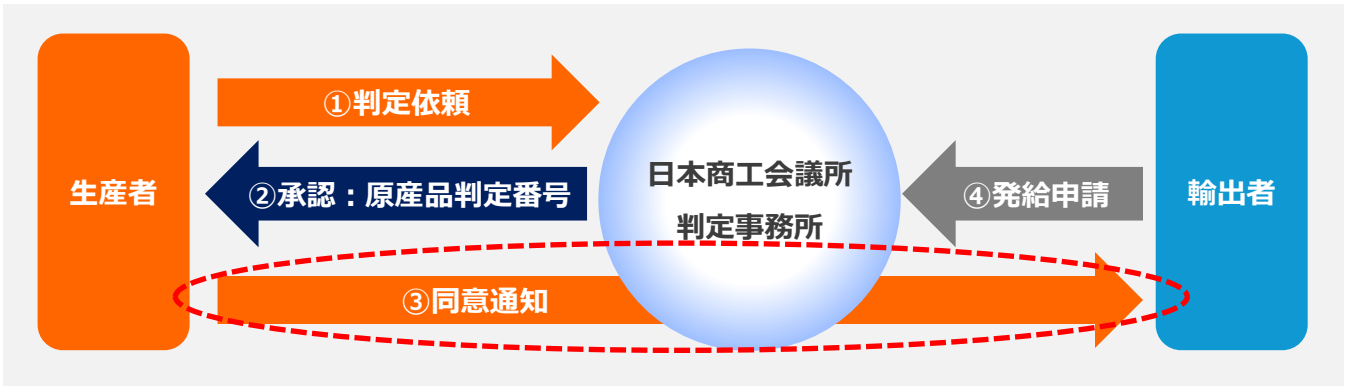 生産者
①判定依頼
②承認：原産品判定番号
日本商工会議所
判定事務所
③同意通知
④発給申請
輸出者